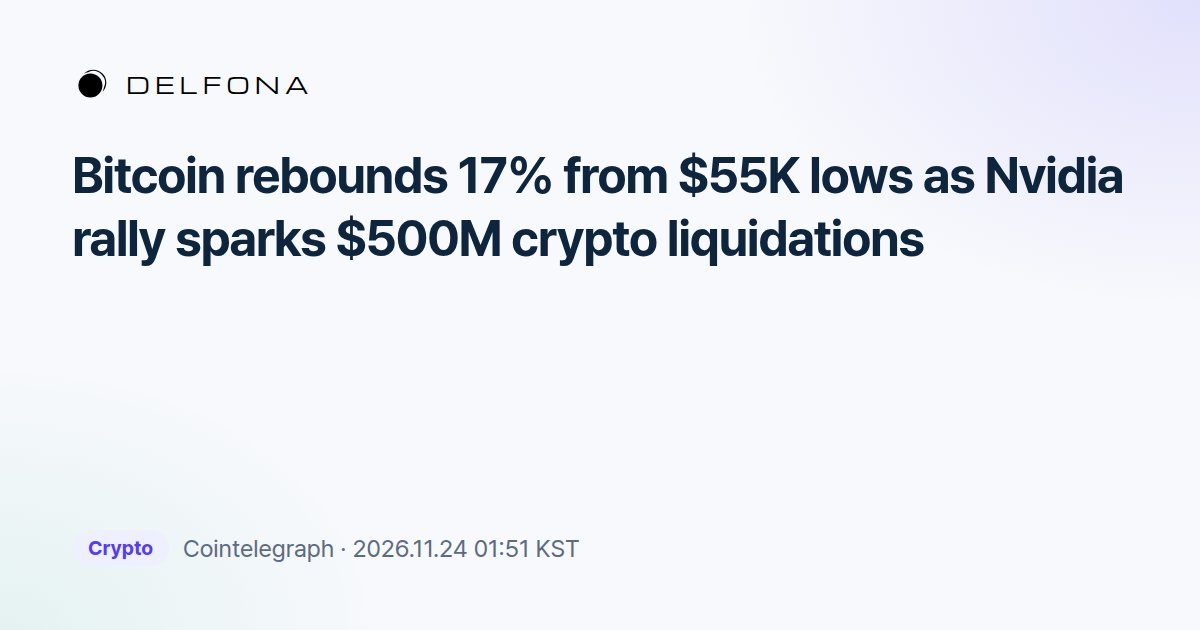 DELFONA
Bitcoin rebounds 17% from $55K lows as Nvidia
rally sparks $500M crypto liquidations
Crypto Cointelegraph · 2026.11.24 01:51 KST